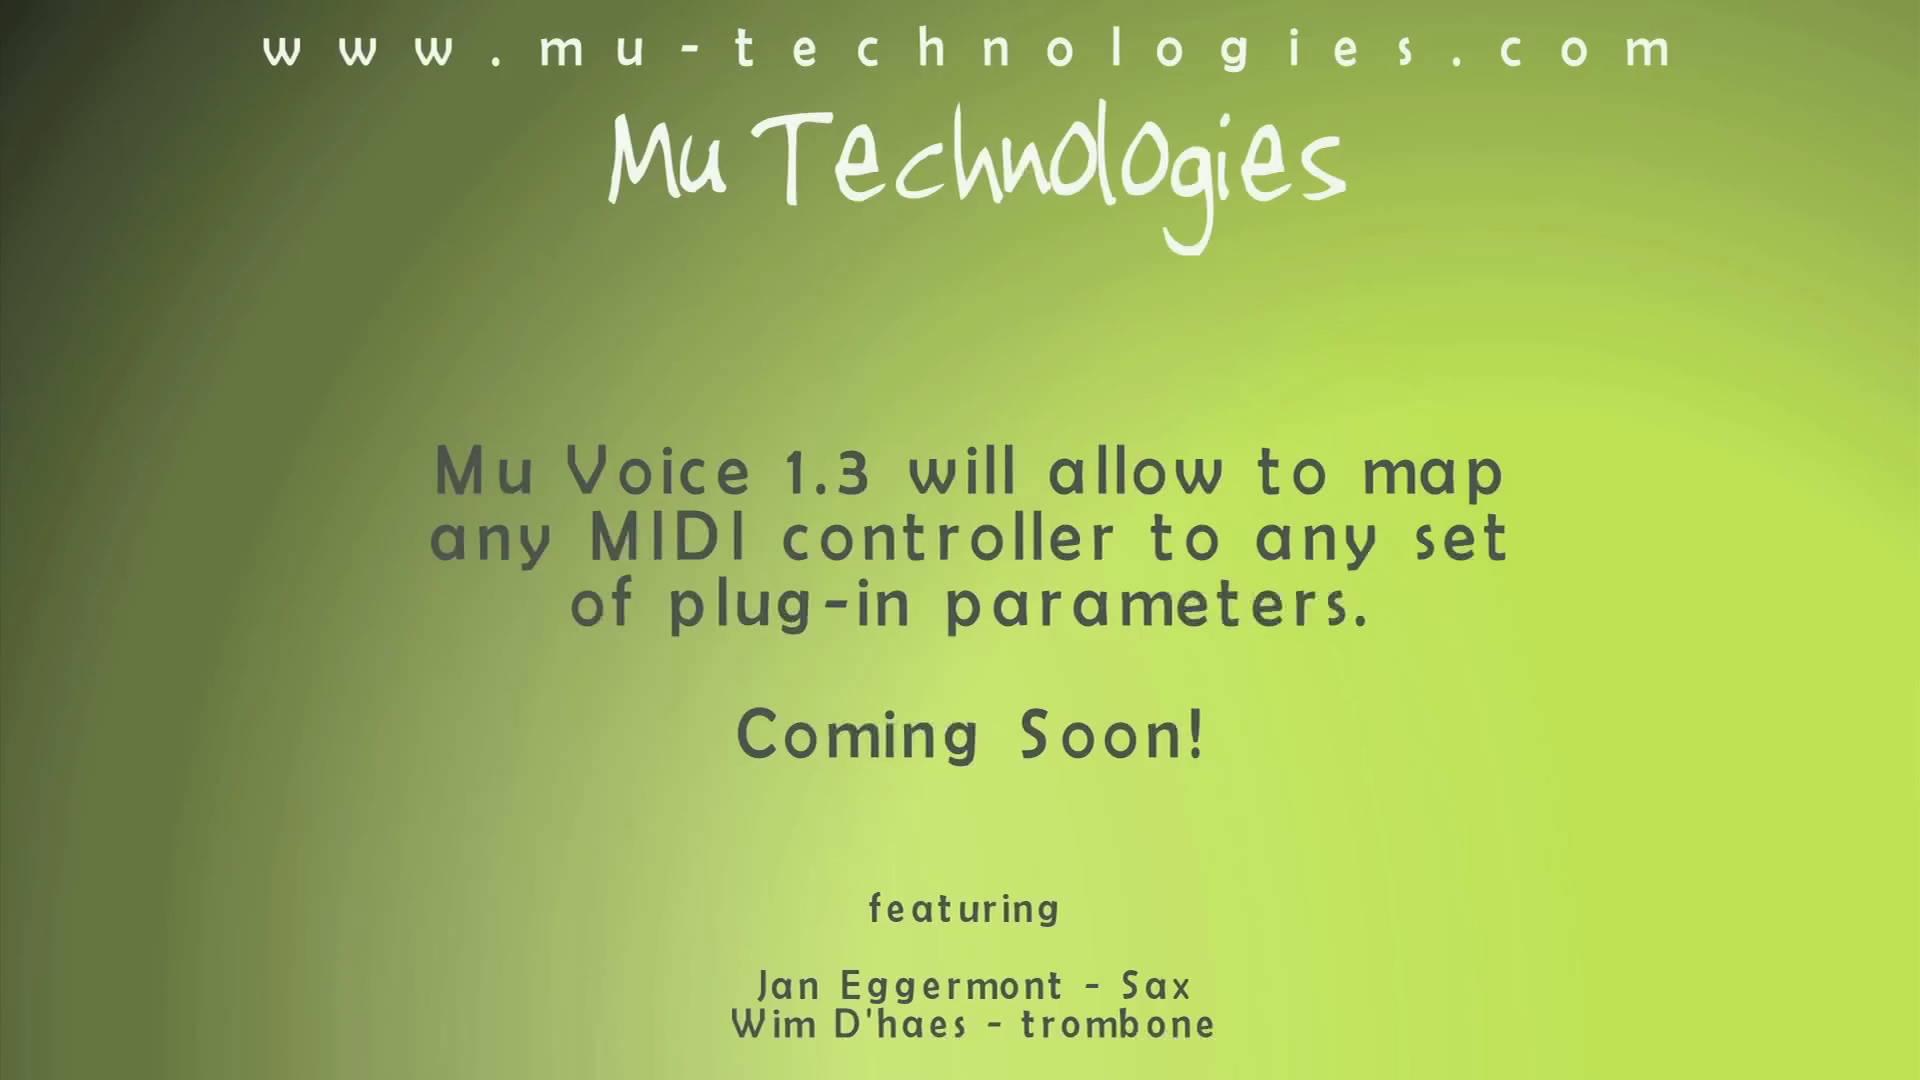 www.mu-technologies.com
Mu Technologies
Mu Voice 1.3 will allow to map
any MIDI controller to any set
of plug-in parameters.
Coming Soon!
featuring
Jan Eggermont - Sax
Wim D'haes - trombone